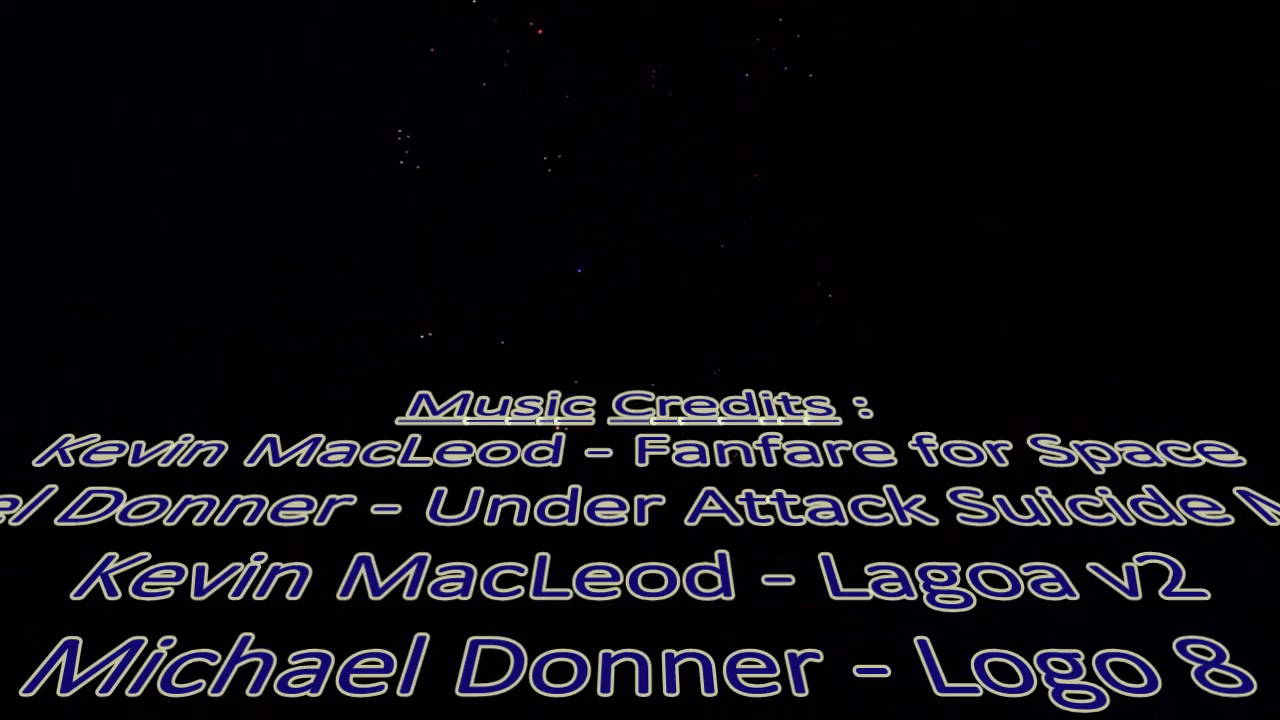 Music Credits :
Kevin MacLeod - Fanfare for Space
Donner - Under Attack Suicide
Kevin MacLeod - Lagoa v2
Michael Donner - Logo 8